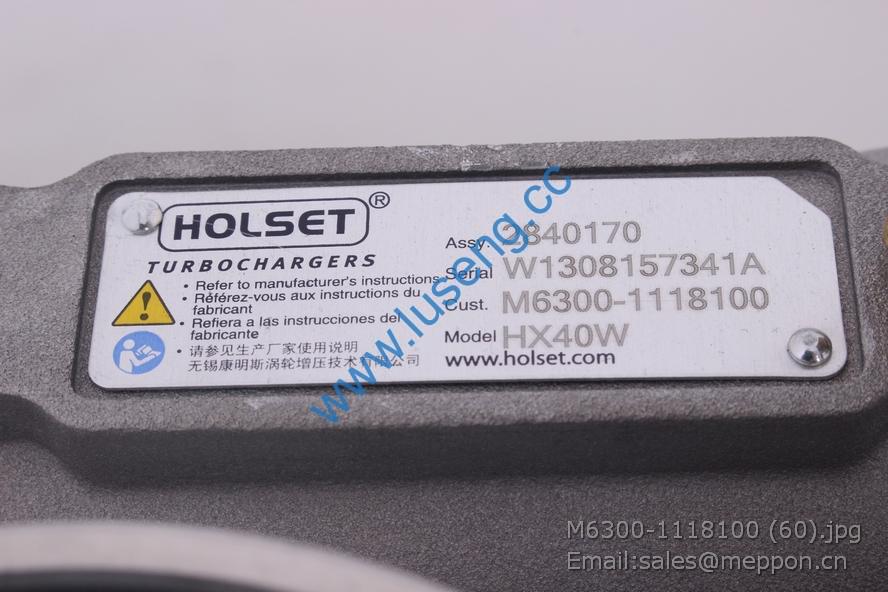 HOLSET®
TURBOCHARGERS
• Refer to manufacturer's instructions
• Référez-vous aux instructions du
fabricant
• Refiera a las instrucciones del
fabricante
• 请参见生产厂家使用说明
无锡康明斯涡轮增压技术有限公司
Assy. 2840170
Serial W1308157341A
Cust. M6300-1118100
Model HX40W
www.holset.com
www.luseng.cc
M6300-1118100 (60).jpg
Email:sales@meppon.cn